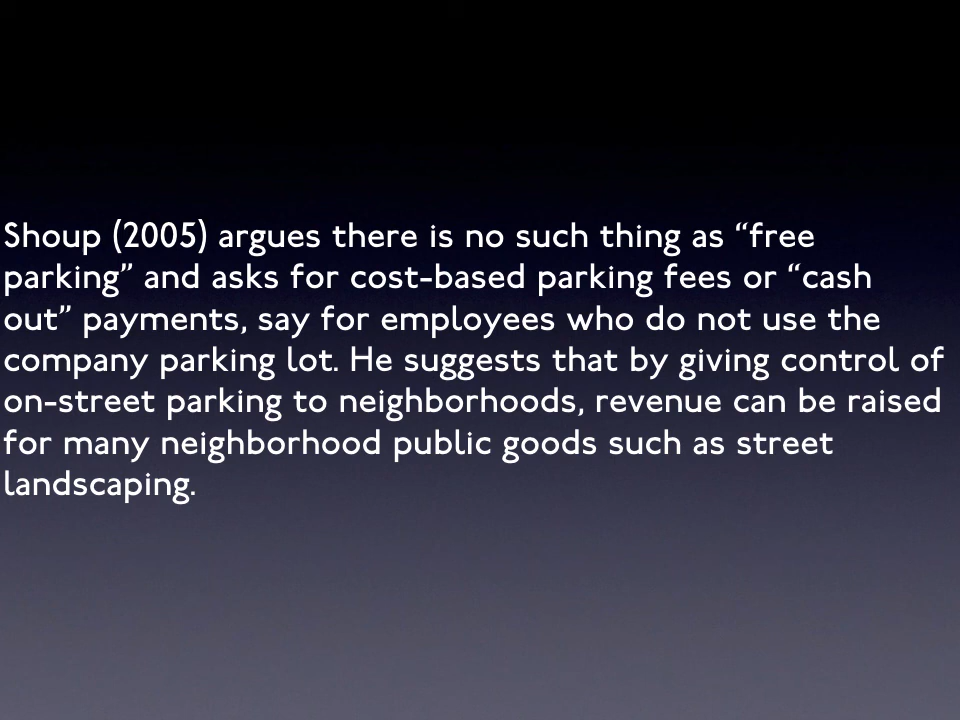 Shoup (2005) argues there is no such thing as “free
parking” and asks for cost-based parking fees or “cash
out” payments, say for employees who do not use the
company parking lot. He suggests that by giving control of
on-street parking to neighborhoods, revenue can be raised
for many neighborhood public goods such as street
landscaping.